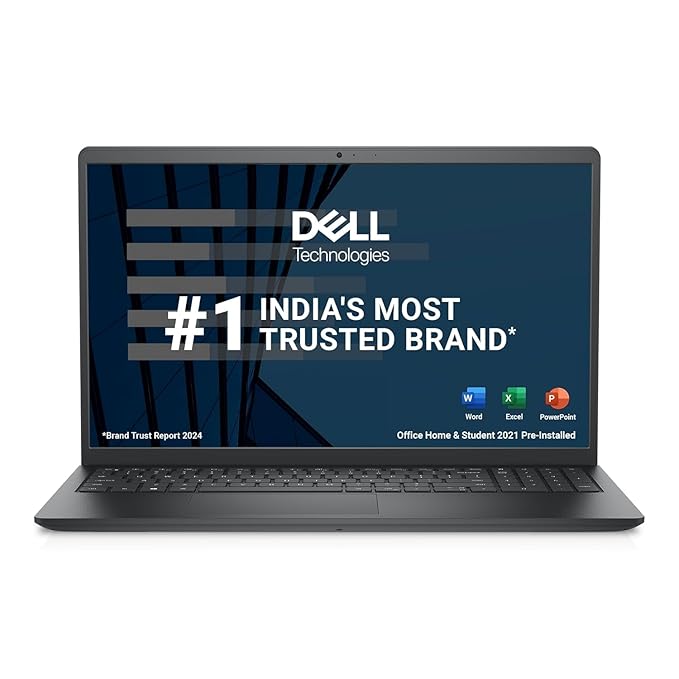 DELL
Technologies
#1 INDIA'S MOST
TRUSTED BRAND*
W X P
Word Excel PowerPoint
*Brand Trust Report 2024
Office Home & Student 2021 Pre-Installed